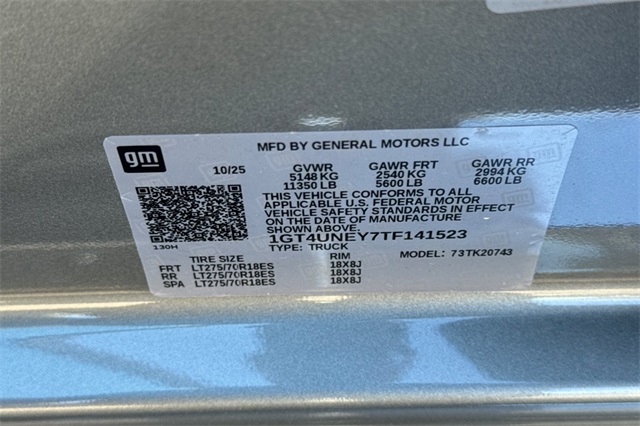 gm
MFD BY GENERAL MOTORS LLC
10/25 GVWR GAWR FRT GAWR RR
5148 KG 2540 KG 2994 KG
11350 LB 5600 LB 6600 LB
THIS VEHICLE CONFORMS TO ALL
APPLICABLE U.S. FEDERAL MOTOR
VEHICLE SAFETY STANDARDS IN EFFECT
ON THE DATE OF MANUFACTURE
SHOWN ABOVE.
1GT4UNEY7TF141523
130H TYPE: TRUCK MODEL: 73TK20743
TIRE SIZE RIM
FRT LT275/70R18ES 18X8J
RR LT275/70R18ES 18X8J
SPA LT275/70R18ES 18X8J